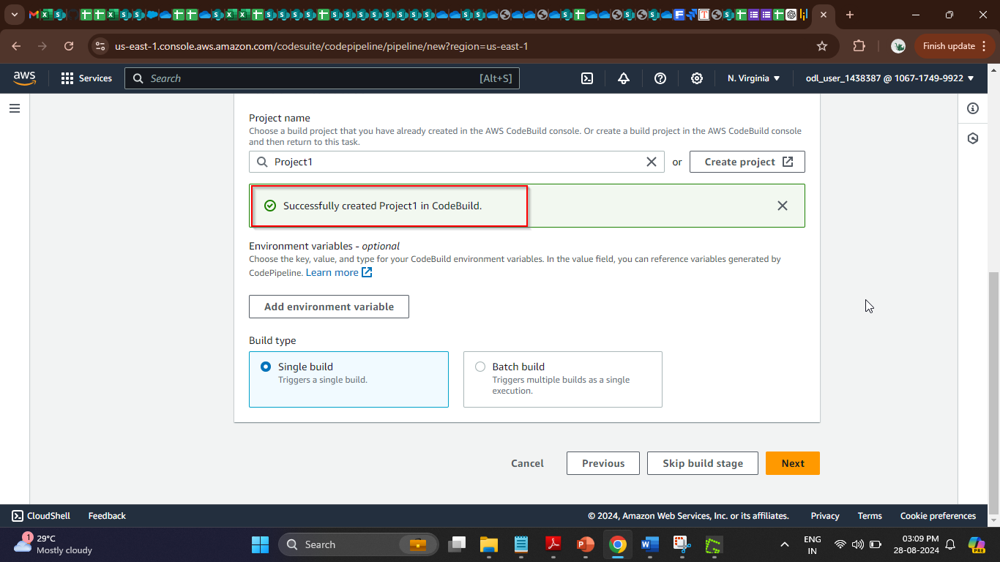 us-east-1.console.aws.amazon.com/codesuite/codepipeline/pipeline/new?region=us-east-1
Finish update
aws
Services
Search
[Alt+S]
N. Virginia
odl_user_1438387 @ 1067-1749-9922
Project name
Choose a build project that you have already created in the AWS CodeBuild console. Or create a build project in the AWS CodeBuild console
and then return to this task.
Project1
or
Create project
Successfully created Project1 in CodeBuild.
Environment variables - optional
Choose the key, value, and type for your CodeBuild environment variables. In the value field, you can reference variables generated by
CodePipeline. Learn more
Add environment variable
Build type
Single build
Triggers a single build.
Batch build
Triggers multiple builds as a single
execution.
Cancel
Previous
Skip build stage
Next
CloudShell
Feedback
© 2024, Amazon Web Services, Inc. or its affiliates.
Privacy
Terms
Cookie preferences
1
29°C
Mostly cloudy
Search
ENG
IN
03:09 PM
28-08-2024
PRE